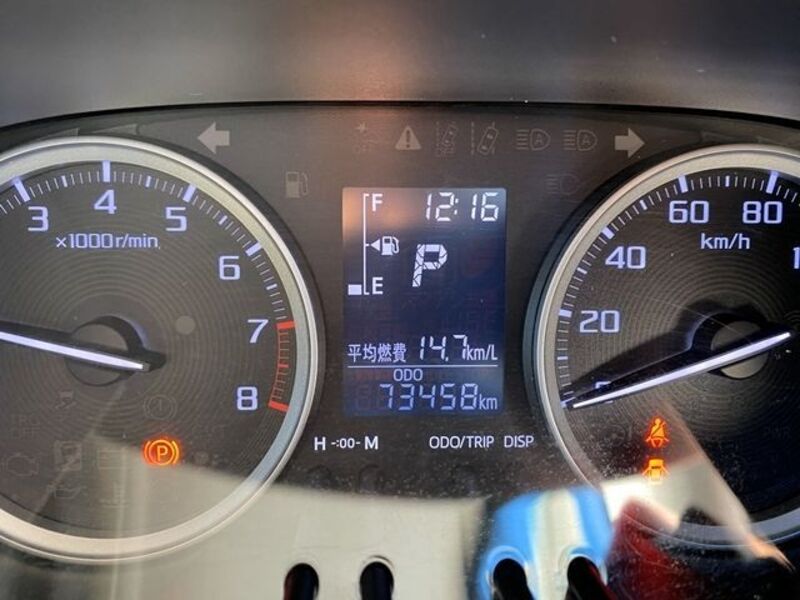 3 4 5 6 7 8
×1000r/min
F
12:16
P
E
平均燃費 14.7km/L
ODO
73458km
H -:00- M
ODO/TRIP DISP
20 40 60 80
km/h
P